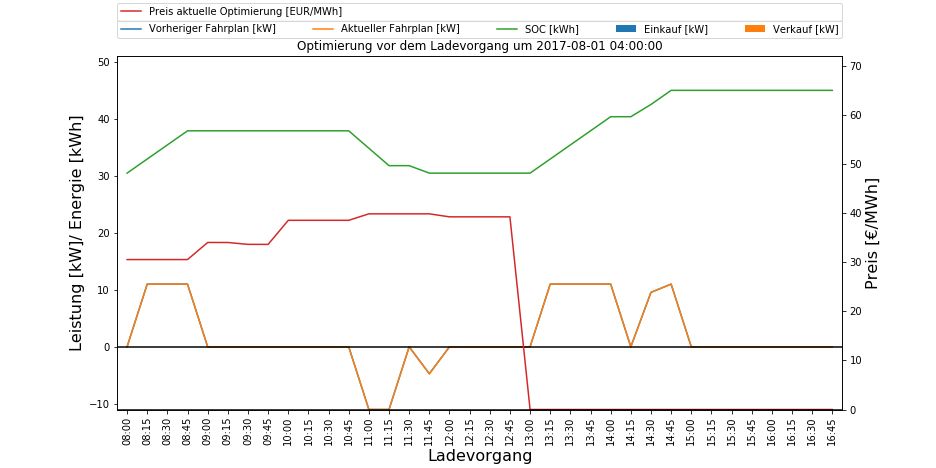 Preis aktuelle Optimierung [EUR/MWh]
Vorheriger Fahrplan [kW] Aktueller Fahrplan [kW] SOC [kWh] Einkauf [kW] Verkauf [kW]
Optimierung vor dem Ladevorgang um 2017-08-01 04:00:00
Leistung [kW]/ Energie [kWh]
50
40
30
20
10
0
−10
70
60
50
40
30
20
10
0
Preis [€/MWh]
08:00 08:15 08:30 08:45 09:00 09:15 09:30 09:45 10:00 10:15 10:30 10:45 11:00 11:15 11:30 11:45 12:00 12:15 12:30 12:45 13:00 13:15 13:30 13:45 14:00 14:15 14:30 14:45 15:00 15:15 15:30 15:45 16:00 16:15 16:30 16:45
Ladevorgang